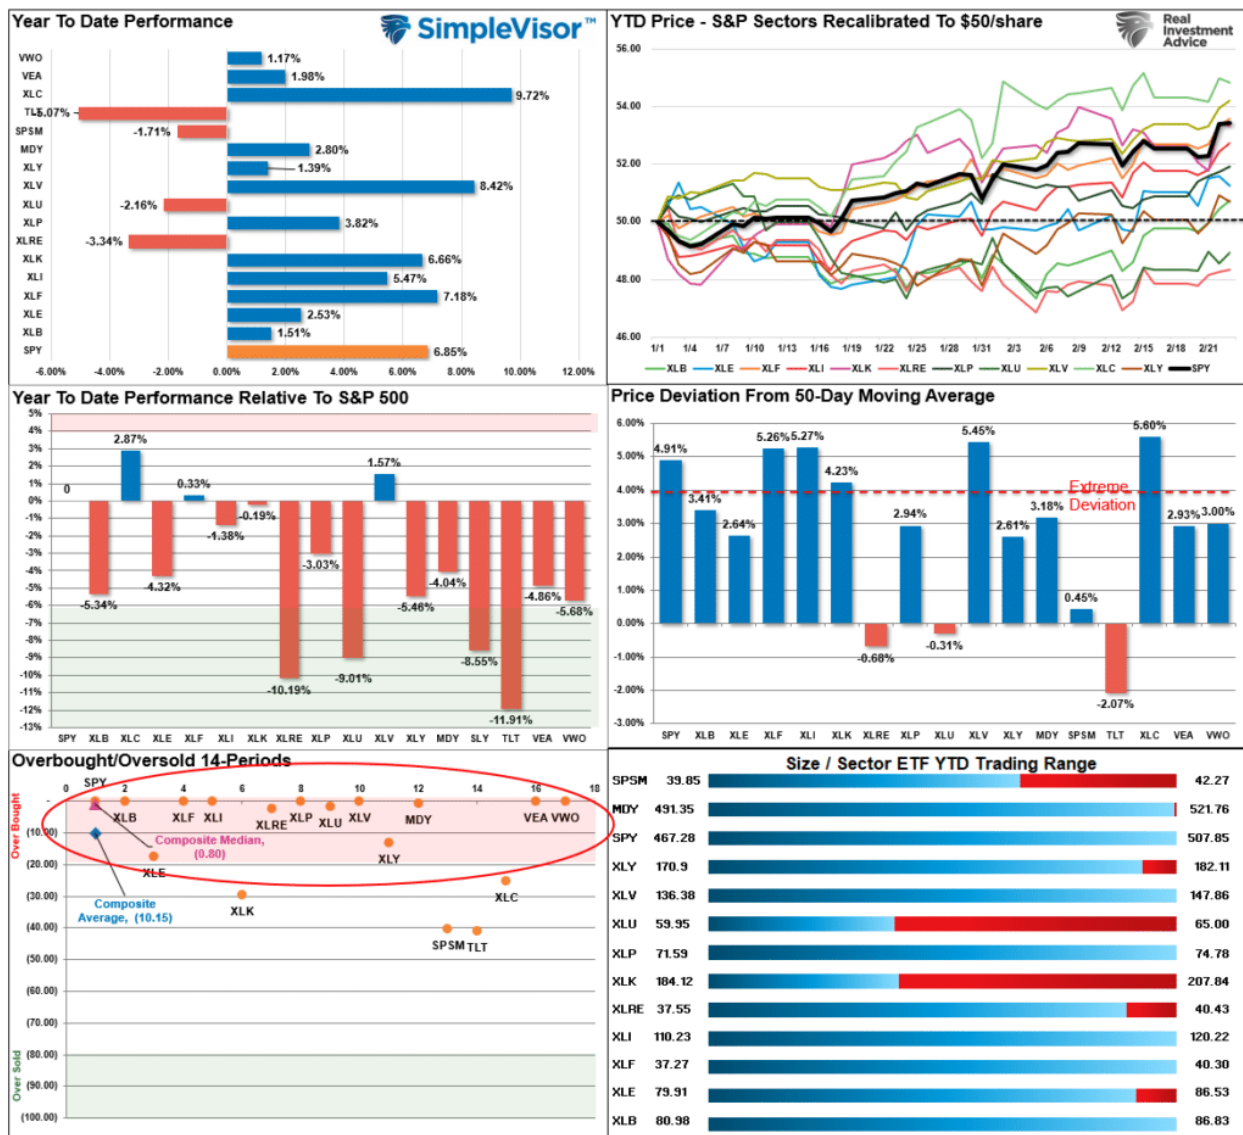 Year To Date Performance
SimpleVisor™
VWO 1.17%
VEA 1.98%
XLC 9.72%
TLT -5.07%
SPSM -1.71%
MDY 2.80%
XLY 1.39%
XLV 8.42%
XLU -2.16%
XLP 3.82%
XLRE -3.34%
XLK 6.66%
XLI 5.47%
XLF 7.18%
XLE 2.53%
XLB 1.51%
SPY 6.85%
-6.00% -4.00% -2.00% 0.00% 2.00% 4.00% 6.00% 8.00% 10.00% 12.00%
YTD Price - S&P Sectors Recalibrated To $50/share
Real
Investment
Advice
56.00
54.00
52.00
50.00
48.00
46.00
1/1 1/4 1/7 1/10 1/13 1/16 1/19 1/22 1/25 1/28 1/31 2/3 2/6 2/9 2/12 2/15 2/18 2/21
XLB XLE XLF XLI XLK XLRE XLP XLU XLV XLC XLY SPY
Year To Date Performance Relative To S&P 500
5%
4%
3%
2%
1%
0%
-1%
-2%
-3%
-4%
-5%
-6%
-7%
-8%
-9%
-10%
-11%
-12%
-13%
0 -5.34% 2.87% -4.32% 0.33% -1.38% -0.19% -10.19% -3.03% -9.01% 1.57% -5.46% -4.04% -8.55% -11.91% -4.86% -5.68%
SPY XLB XLC XLE XLF XLI XLK XLRE XLP XLU XLV XLY MDY SLY TLT VEA VWO
Price Deviation From 50-Day Moving Average
6.00%
5.00%
4.00%
3.00%
2.00%
1.00%
0.00%
-1.00%
-2.00%
-3.00%
4.91% 3.41% 2.64% 5.26% 5.27% 4.23% -0.68% 2.94% -0.31% 5.45% 2.61% 3.18% 0.45% -2.07% 5.60% 2.93% 3.00%
Extreme
Deviation
SPY XLB XLE XLF XLI XLK XLRE XLP XLU XLV XLY MDY SPSM TLT XLC VEA VWO
Overbought/Oversold 14-Periods
0 2 4 6 8 10 12 14 16 18
-
(10.00)
(20.00)
(30.00)
(40.00)
(50.00)
(60.00)
(70.00)
(80.00)
(90.00)
(100.00)
Over Bought
Over Sold
SPY
XLB XLF XLI XLRE XLP XLU XLV MDY VEA VWO
Composite Median,
(0.80)
XLE
XLY
Composite
Average, (10.15)
XLK
XLC
SPSM TLT
Size / Sector ETF YTD Trading Range
SPSM 39.85 42.27
MDY 491.35 521.76
SPY 467.28 507.85
XLY 170.9 182.11
XLV 136.38 147.86
XLU 59.95 65.00
XLP 71.59 74.78
XLK 184.12 207.84
XLRE 37.55 40.43
XLI 110.23 120.22
XLF 37.27 40.30
XLE 79.91 86.53
XLB 80.98 86.83